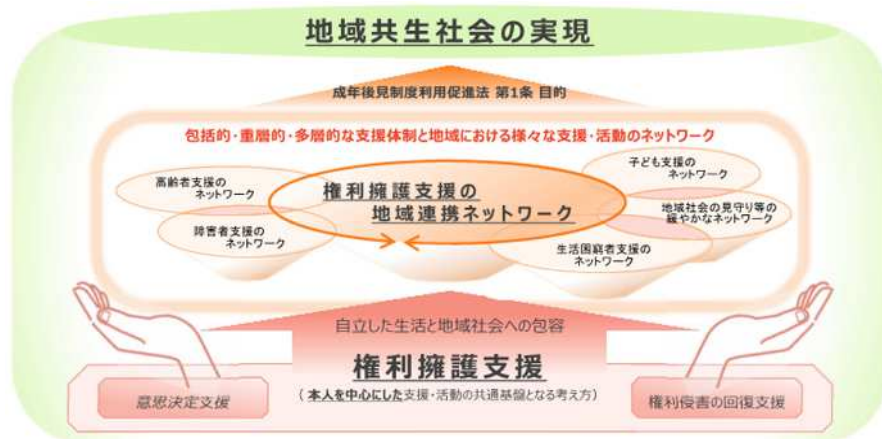 地域共生社会の実現
成年後見制度利用促進法 第1条 目的
包括的・重層的・多層的な支援体制と地域における様々な支援・活動のネットワーク
高齢者支援の
ネットワーク
障害者支援の
ネットワーク
権利擁護支援の
地域連携ネットワーク
子ども支援の
ネットワーク
地域社会の見守り等の
緩やかなネットワーク
生活困窮者支援の
ネットワーク
自立した生活と地域社会への包容
権利擁護支援
（本人を中心にした支援・活動の共通基盤となる考え方）
意思決定支援
権利侵害の回復支援